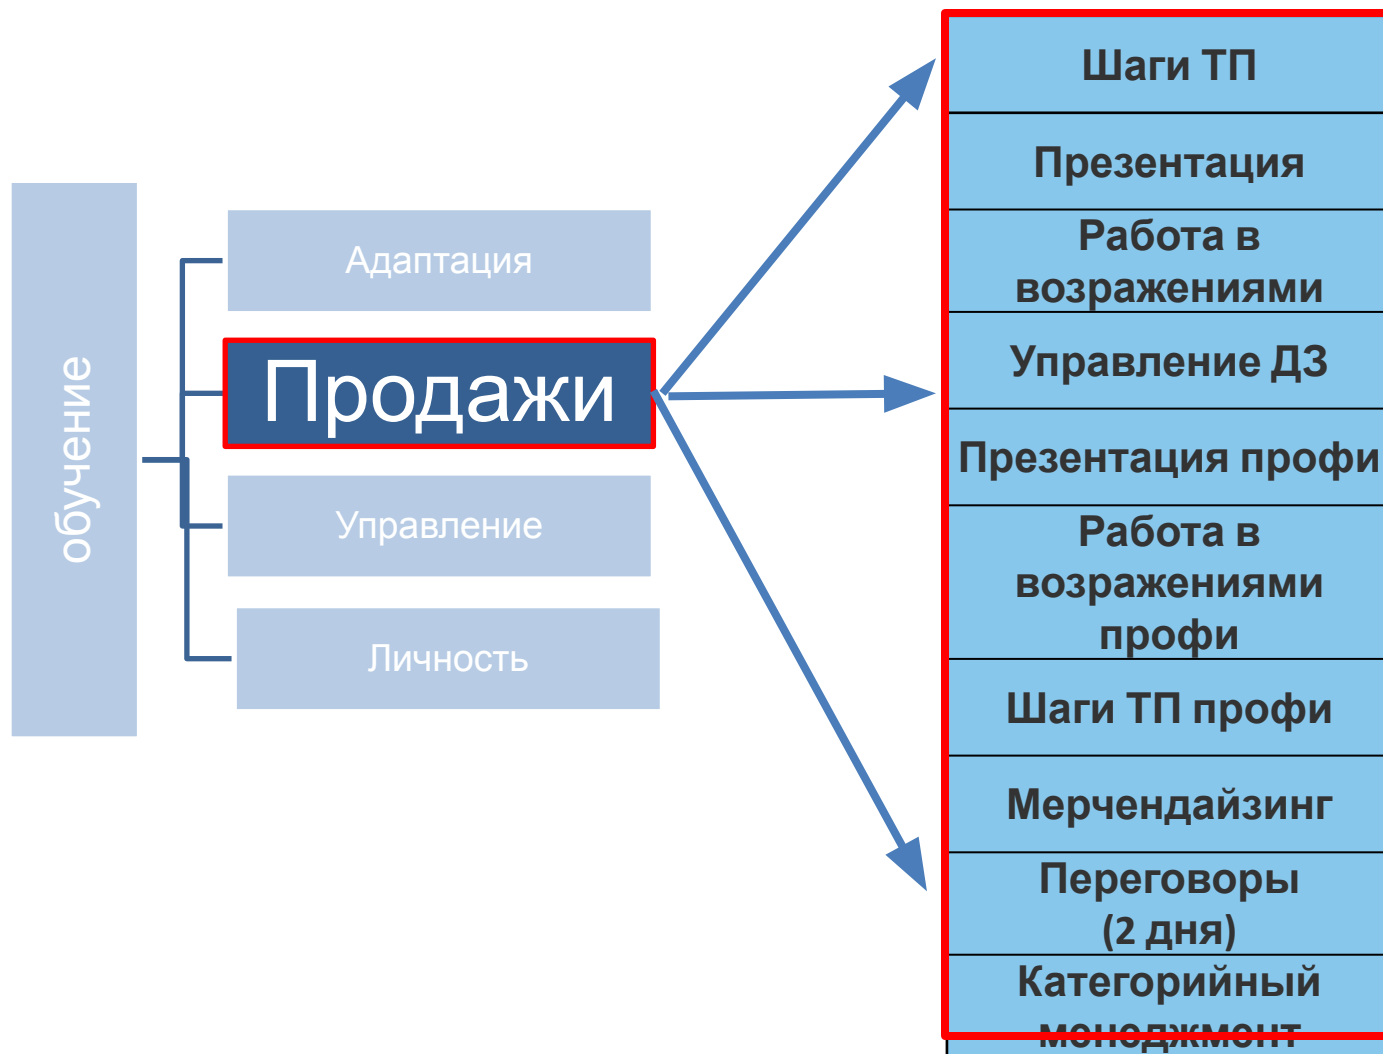 обучение
Адаптация
Продажи
Управление
Личность
Шаги ТП
Презентация
Работа в
возражениями
Управление ДЗ
Презентация профи
Работа в
возражениями
профи
Шаги ТП профи
Мерчендайзинг
Переговоры
(2 дня)
Категорийный
менеджмент